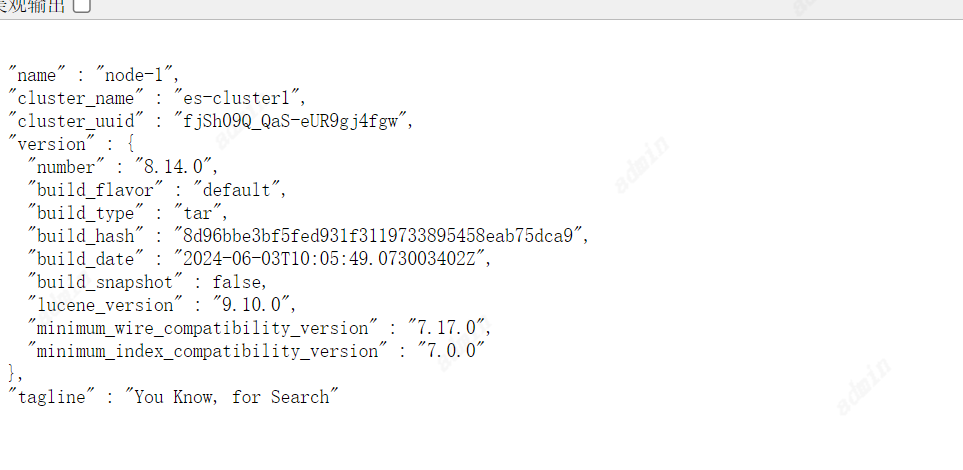 美观输出
"name" : "node-1",
"cluster_name" : "es-cluster1",
"cluster_uuid" : "fjSh09Q_QaS-eUR9gj4fgw",
"version" : {
"number" : "8.14.0",
"build_flavor" : "default",
"build_type" : "tar",
"build_hash" : "8d96bbe3bf5fed931f3119733895458eab75dca9",
"build_date" : "2024-06-03T10:05:49.073003402Z",
"build_snapshot" : false,
"lucene_version" : "9.10.0",
"minimum_wire_compatibility_version" : "7.17.0",
"minimum_index_compatibility_version" : "7.0.0"
},
"tagline" : "You Know, for Search"
admin
admin